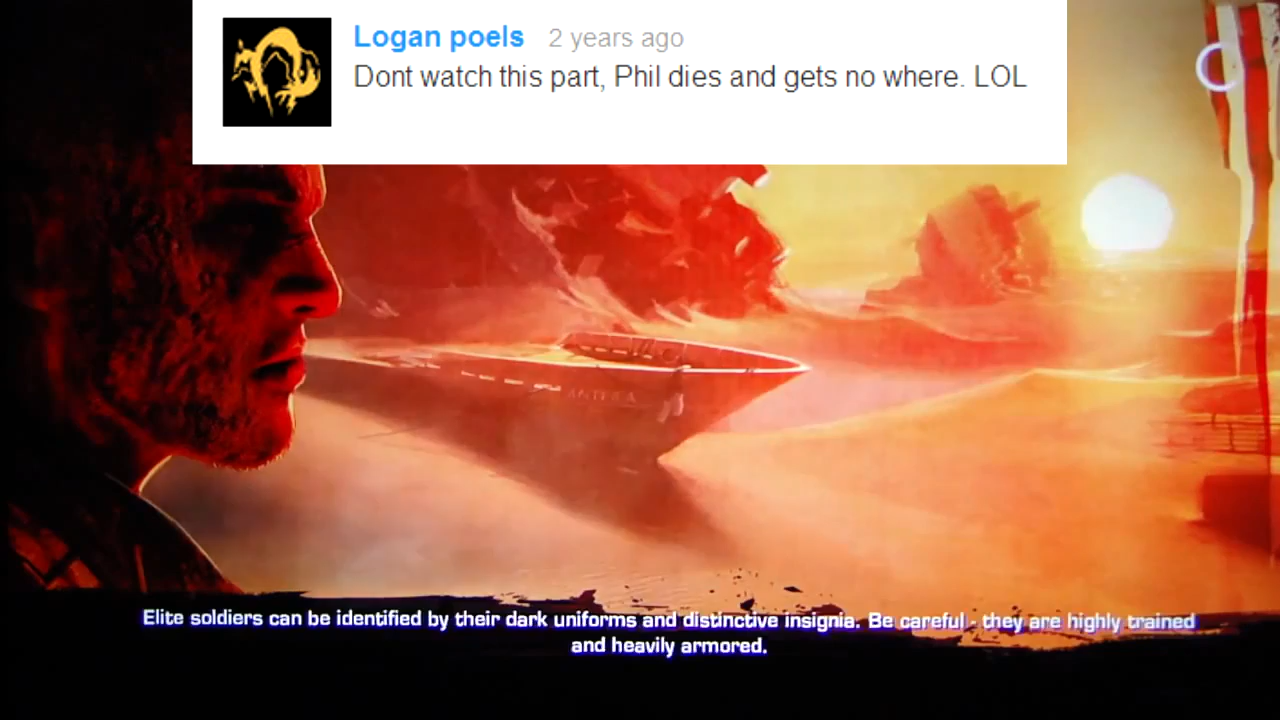 Logan poels 2 years ago
Dont watch this part, Phil dies and gets no where. LOL
Elite soldiers can be identified by their dark uniforms and distinctive insignia. Be careful - they are highly trained
and heavily armored.